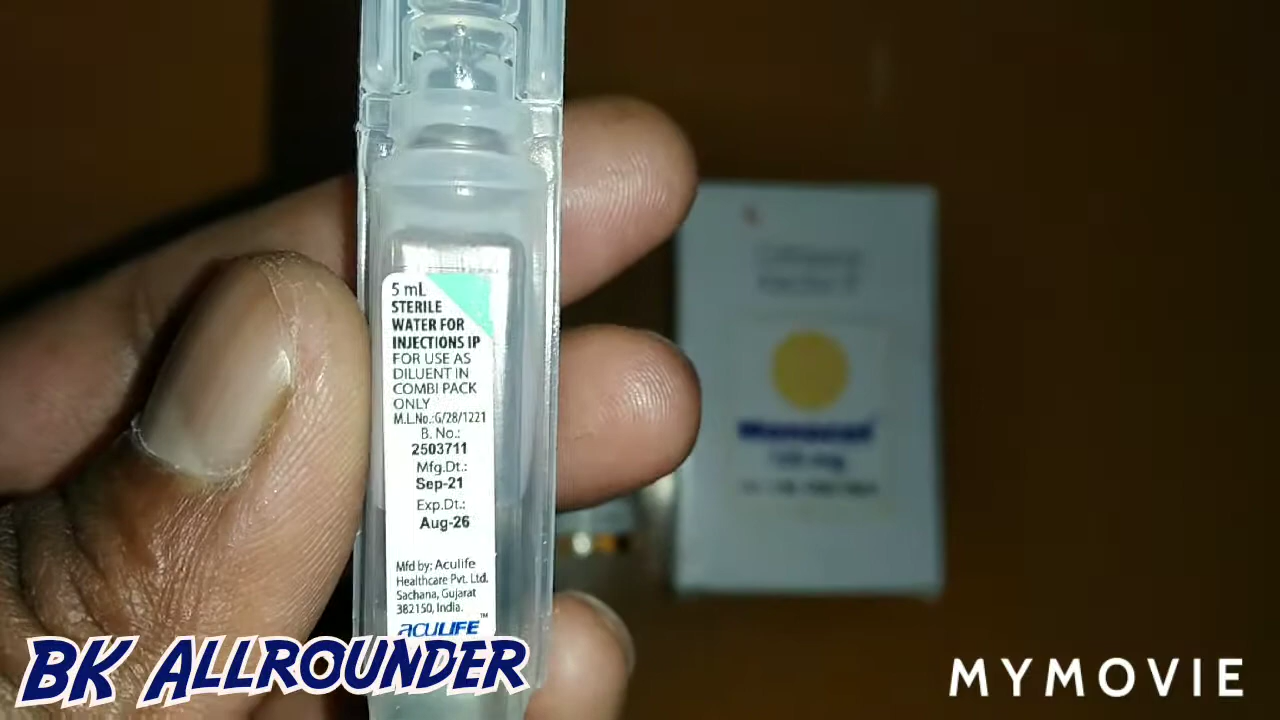 5 mL
STERILE
WATER FOR
INJECTIONS IP
FOR USE AS
DILUENT IN
COMBI PACK
ONLY
M.L.No.:G/28/1221
B. No.:
2503711
Mfg.Dt.:
Sep-21
Exp.Dt.:
Aug-26
Mfd by: Aculife
Healthcare Pvt. Ltd.
Sachana, Gujarat
382150, India.
ACULIFE™
BK ALLROUNDER
MYMOVIE